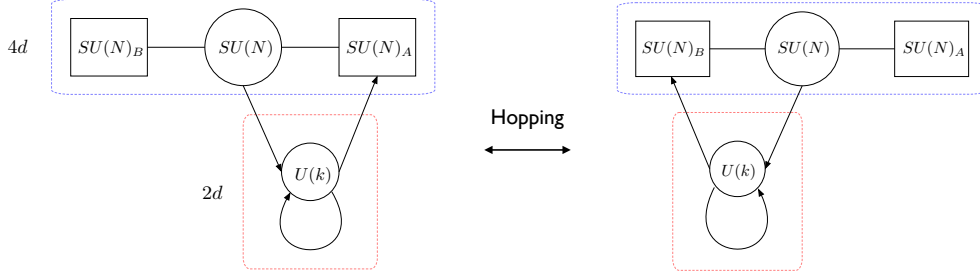 4d
SU(N)_B
SU(N)
SU(N)_A
SU(N)_B
SU(N)
SU(N)_A
Hopping
2d
U(k)
U(k)